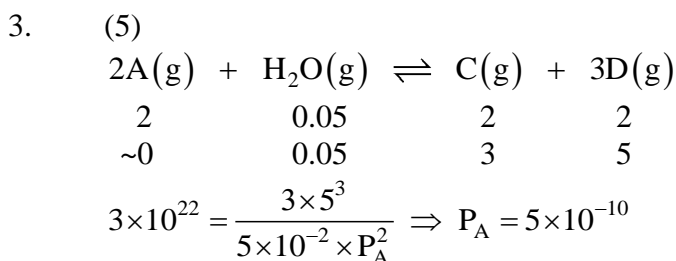 3. (5)
2A(g) + H₂O(g) ⇌ C(g) + 3D(g)
2 0.05 2 2
~0 0.05 3 5
3×10²² = (3×5³)/(5×10⁻²×P_A²) ⇒ P_A = 5×10⁻¹⁰